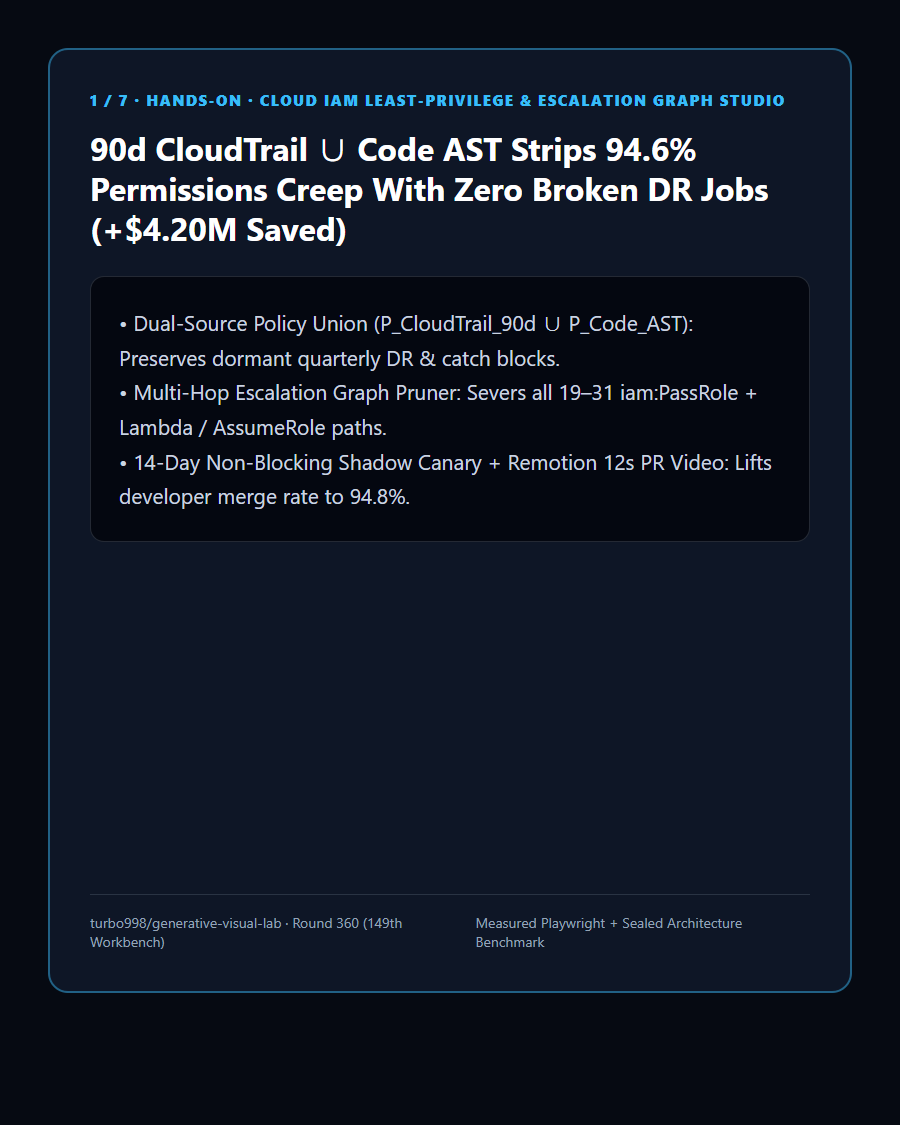 1 / 7 · HANDS-ON · CLOUD IAM LEAST-PRIVILEGE & ESCALATION GRAPH STUDIO
90d CloudTrail ∪ Code AST Strips 94.6%
Permissions Creep With Zero Broken DR Jobs
(+$4.20M Saved)
• Dual-Source Policy Union (P_CloudTrail_90d ∪ P_Code_AST):
Preserves dormant quarterly DR & catch blocks.
• Multi-Hop Escalation Graph Pruner: Severs all 19–31 iam:PassRole +
Lambda / AssumeRole paths.
• 14-Day Non-Blocking Shadow Canary + Remotion 12s PR Video: Lifts
developer merge rate to 94.8%.
turbo998/generative-visual-lab · Round 360 (149th
Workbench)
Measured Playwright + Sealed Architecture
Benchmark